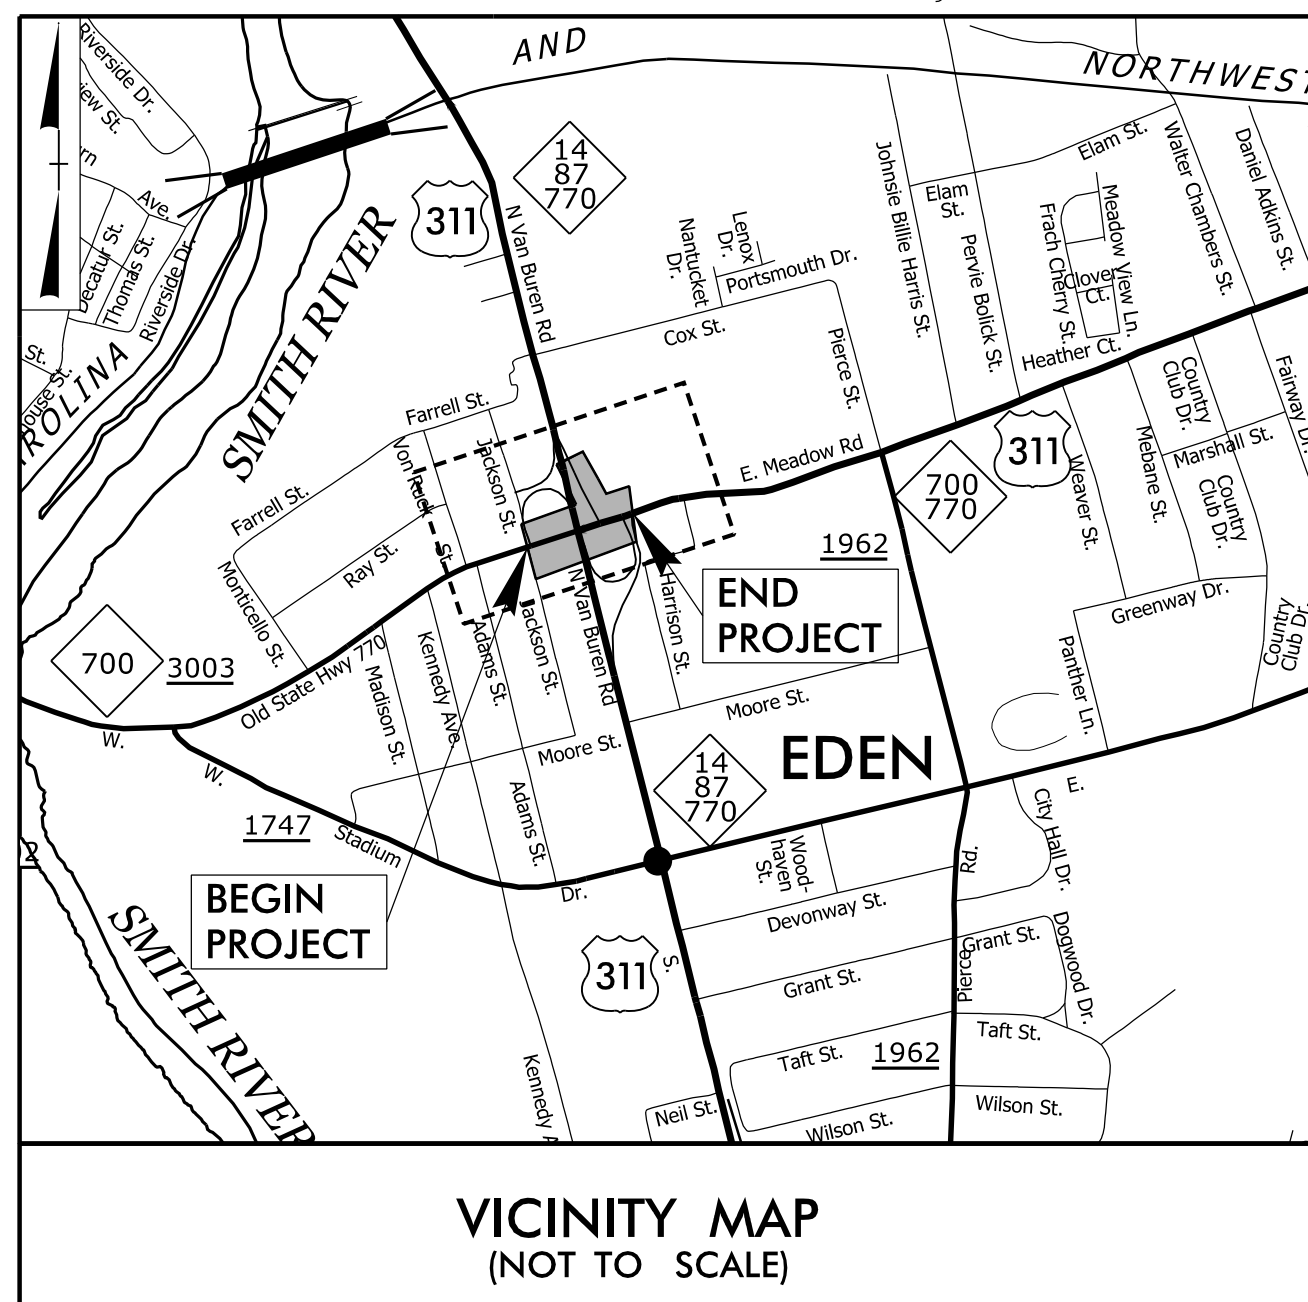 AND
NORTHWEST
Riverside Dr.
iew St.
rn
Ave.
Decatur St.
Thomas St.
Riverside Dr.
St.
ouse St.
ROLINA
SMITH RIVER
311
14
87
770
N Van Buren Rd
Nantucket
Dr.
Lenox
Dr.
Portsmouth Dr.
Cox St.
Pierce St.
Johnsie Billie Harris St.
Elam
St.
Elam St.
Pervie Bolick St.
Frach Cherry St.
Meadow View Ln.
Clover
Ct.
Heather Ct.
Walter Chambers St.
Daniel Adkins St.
Country
Club Dr.
Fairway Dr.
Marshall St.
Mebane St.
Country
Club Dr.
Weaver St.
311
700
770
E. Meadow Rd
1962
Farrell St.
Farrell St.
Von Ruck
St.
Jackson St.
Ray St.
Monticello St.
700
3003
Old State Hwy 770
W.
W.
Madison St.
Kennedy Ave.
Adams St.
Jackson St.
N Van Buren Rd
Harrison St.
END
PROJECT
Greenway Dr.
Panther Ln.
Country
Club Dr.
Moore St.
Moore St.
EDEN
14
87
770
1747
Stadium
Adams St.
Dr.
E.
2
BEGIN
PROJECT
SMITH RIVER
311
S.
Wood-
haven
St.
Devonway St.
Rd.
City Hall Dr.
Grant St.
Grant St.
Pierce
Dogwood Dr.
Taft St.
Taft St.
1962
Kennedy A
Neil St.
Wilson St.
Wilson St.
VICINITY MAP
(NOT TO SCALE)